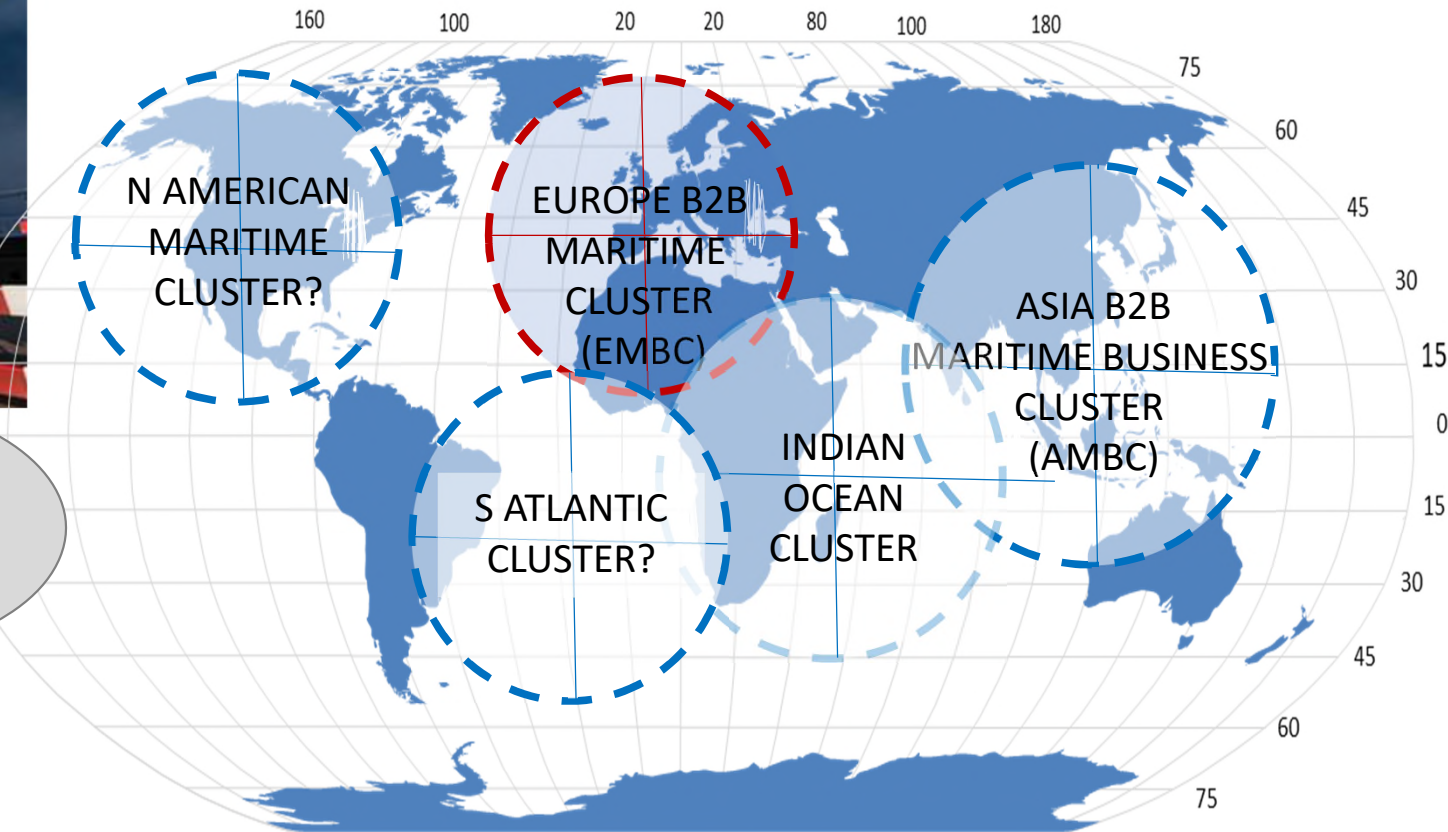 160
100
20
20
80
100
180
75
60
45
30
15
0
15
30
45
60
75
N AMERICAN
MARITIME
CLUSTER?
EUROPE B2B
MARITIME
CLUSTER
(EMBC)
ASIA B2B
MARITIME BUSINESS
CLUSTER
(AMBC)
INDIAN
OCEAN
CLUSTER
S ATLANTIC
CLUSTER?